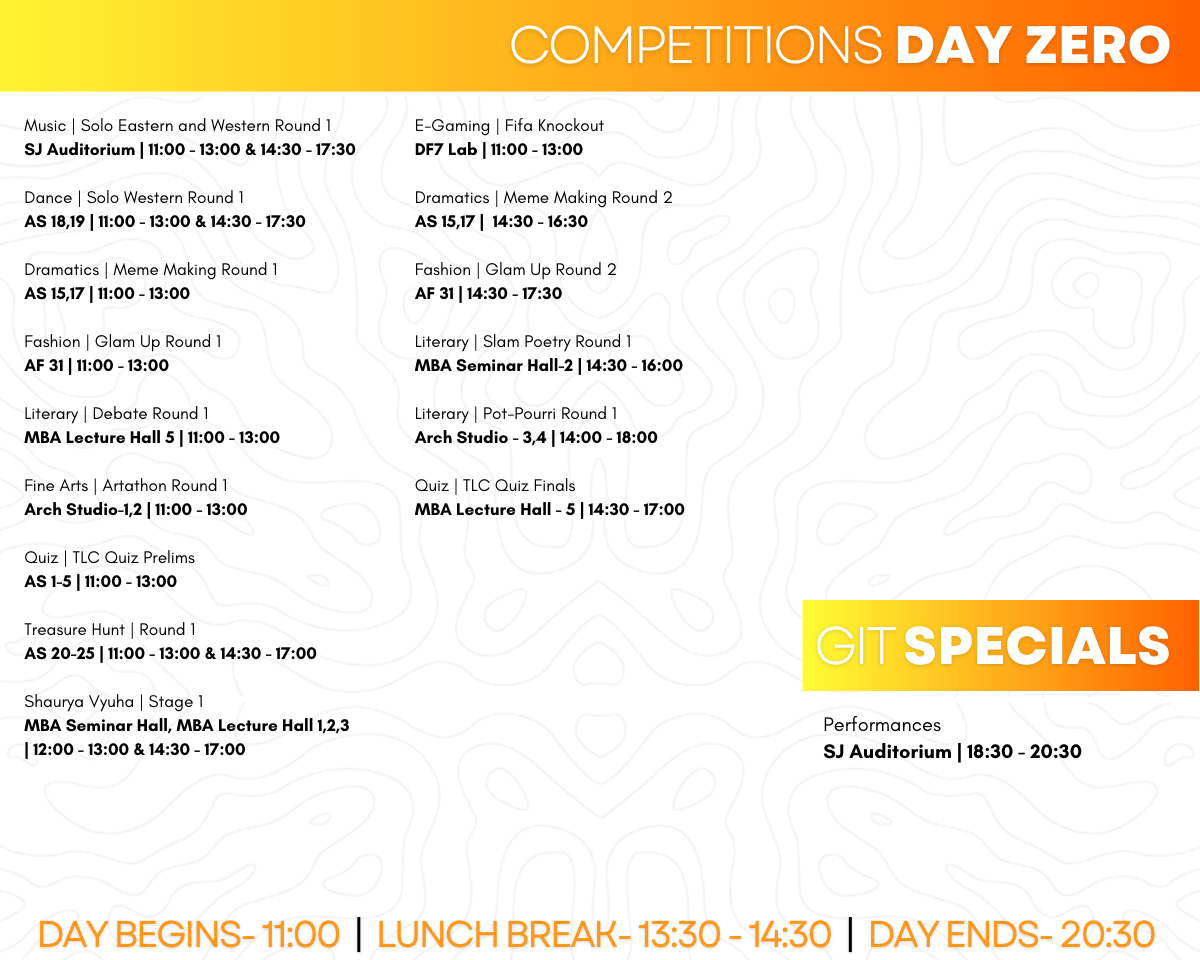 COMPETITIONS DAY ZERO
Music | Solo Eastern and Western Round 1
SJ Auditorium | 11:00 - 13:00 & 14:30 - 17:30
Dance | Solo Western Round 1
AS 18,19 | 11:00 - 13:00 & 14:30 - 17:30
Dramatics | Meme Making Round 1
AS 15,17 | 11:00 - 13:00
Fashion | Glam Up Round 1
AF 31 | 11:00 - 13:00
Literary | Debate Round 1
MBA Lecture Hall 5 | 11:00 - 13:00
Fine Arts | Artathon Round 1
Arch Studio-1,2 | 11:00 - 13:00
Quiz | TLC Quiz Prelims
AS 1-5 | 11:00 - 13:00
Treasure Hunt | Round 1
AS 20-25 | 11:00 - 13:00 & 14:30 - 17:00
Shaurya Vyuha | Stage 1
MBA Seminar Hall, MBA Lecture Hall 1,2,3
| 12:00 - 13:00 & 14:30 - 17:00
E-Gaming | Fifa Knockout
DF7 Lab | 11:00 - 13:00
Dramatics | Meme Making Round 2
AS 15,17 | 14:30 - 16:30
Fashion | Glam Up Round 2
AF 31 | 14:30 - 17:30
Literary | Slam Poetry Round 1
MBA Seminar Hall-2 | 14:30 - 16:00
Literary | Pot-Pourri Round 1
Arch Studio - 3,4 | 14:00 - 18:00
Quiz | TLC Quiz Finals
MBA Lecture Hall - 5 | 14:30 - 17:00
GIT SPECIALS
Performances
SJ Auditorium | 18:30 - 20:30
DAY BEGINS- 11:00 | LUNCH BREAK- 13:30 - 14:30 | DAY ENDS- 20:30